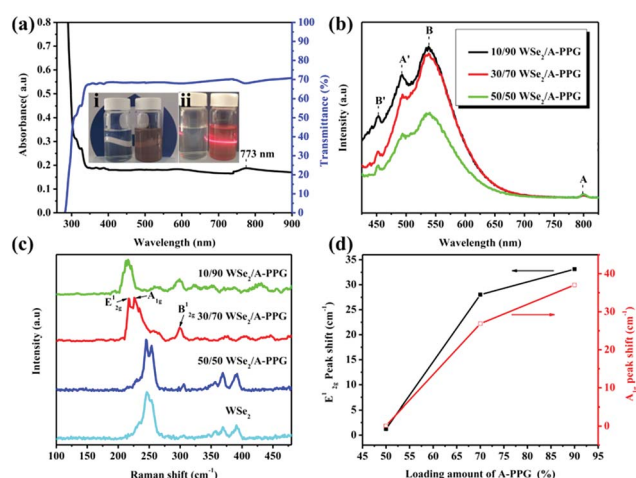 (a)
Absorbance( a.u)
0.8
0.7
0.6
0.5
0.4
0.3
0.2
0.1
0.0
100
90
80
70
60
50
40
30
20
10
0
Transmittance (%)
i
ii
773 nm
300 400 500 600 700 800 900
Wavelength (nm)
(b)
Intensity (a.u)
B'
A'
B
A
10/90 WSe2/A-PPG
30/70 WSe2/A-PPG
50/50 WSe2/A-PPG
425 450 500 550 600 650 700 750 800
Wavelength (nm)
(c)
Intensity (a.u)
10/90 WSe2/A-PPG
E12g
A1g
B12g
30/70 WSe2/A-PPG
50/50 WSe2/A-PPG
WSe2
100 150 200 250 300 350 400 450
Raman shift (cm-1)
(d)
E12g Peak shift (cm-1)
35
30
25
20
15
10
5
0
40
30
20
10
0
A1g peak shift (cm-1)
50 60 70 80 90
Loading amount of A-PPG (%)